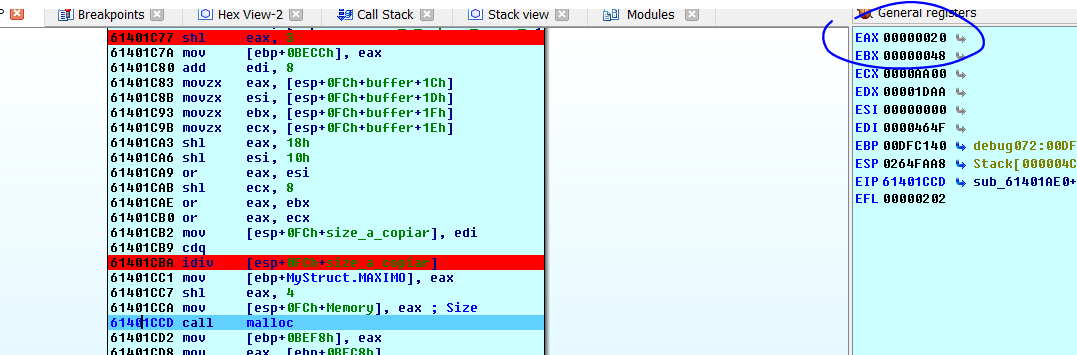 Breakpoints Hex View-2 Call Stack Stack view Modules General registers
61401C77 shl eax, 3
61401C7A mov [ebp+0BECCh], eax
61401C80 add edi, 8
61401C83 movzx eax, [esp+0FCh+buffer+1Ch]
61401C8B movzx esi, [esp+0FCh+buffer+1Dh]
61401C93 movzx ebx, [esp+0FCh+buffer+1Fh]
61401C9B movzx ecx, [esp+0FCh+buffer+1Eh]
61401CA3 shl eax, 18h
61401CA6 shl esi, 10h
61401CA9 or eax, esi
61401CAB shl ecx, 8
61401CAE or eax, ebx
61401CB0 or eax, ecx
61401CB2 mov [esp+0FCh+size_a_copiar], edi
61401CB9 cdq
61401CBA idiv [esp+0FCh+size_a_copiar]
61401CC1 mov [ebp+MyStruct.MAXIMO], eax
61401CC7 shl eax, 4
61401CCA mov [esp+0FCh+Memory], eax ; Size
61401CCD call malloc
61401CD2 mov [ebp+0BEF8h], eax
61401CD8 mov eax, [ebp+0BEC8h]
EAX 00000020
EBX 00000048
ECX 0000AA00
EDX 00001DAA
ESI 00000000
EDI 0000464F
EBP 00DFC140 debug072:00DF
ESP 0264FAA8 Stack[000004C
EIP 61401CCD sub_61401AE0+
EFL 00000202